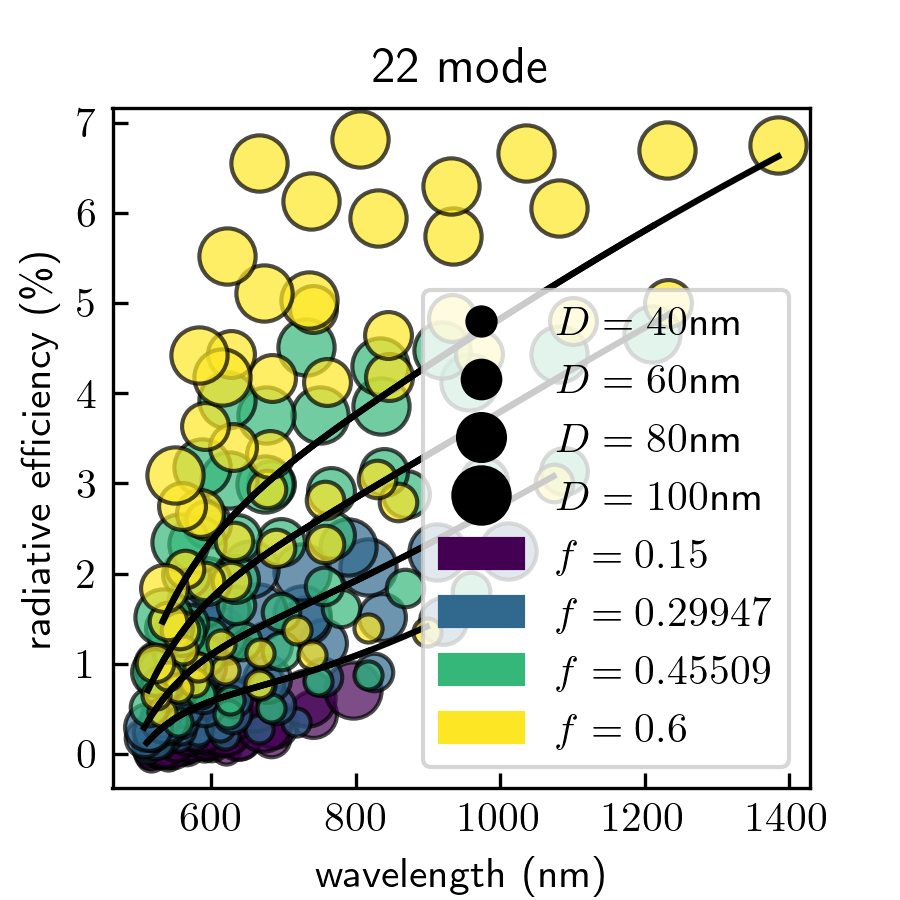 22 mode
radiative efficiency (%)
7
6
5
4
3
2
1
0
D = 40nm
D = 60nm
D = 80nm
D = 100nm
f = 0.15
f = 0.29947
f = 0.45509
f = 0.6
600 800 1000 1200 1400
wavelength (nm)